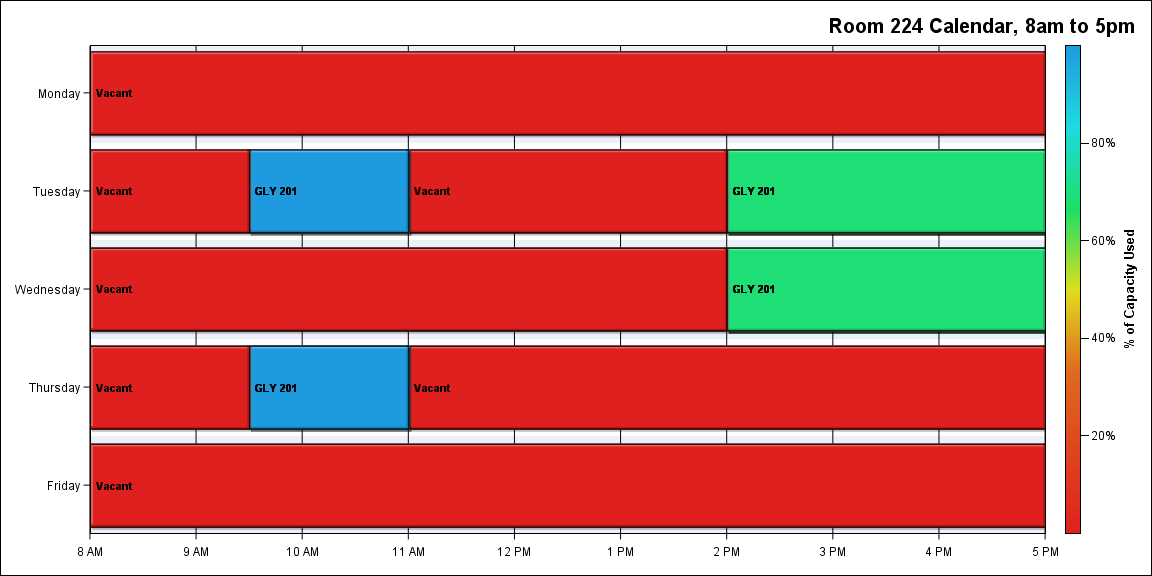 Room 224 Calendar, 8am to 5pm
Monday
Vacant
Tuesday
Vacant
GLY 201
Vacant
GLY 201
Wednesday
Vacant
GLY 201
Thursday
Vacant
GLY 201
Vacant
Friday
Vacant
8 AM
9 AM
10 AM
11 AM
12 PM
1 PM
2 PM
3 PM
4 PM
5 PM
80%
60%
40%
20%
% of Capacity Used